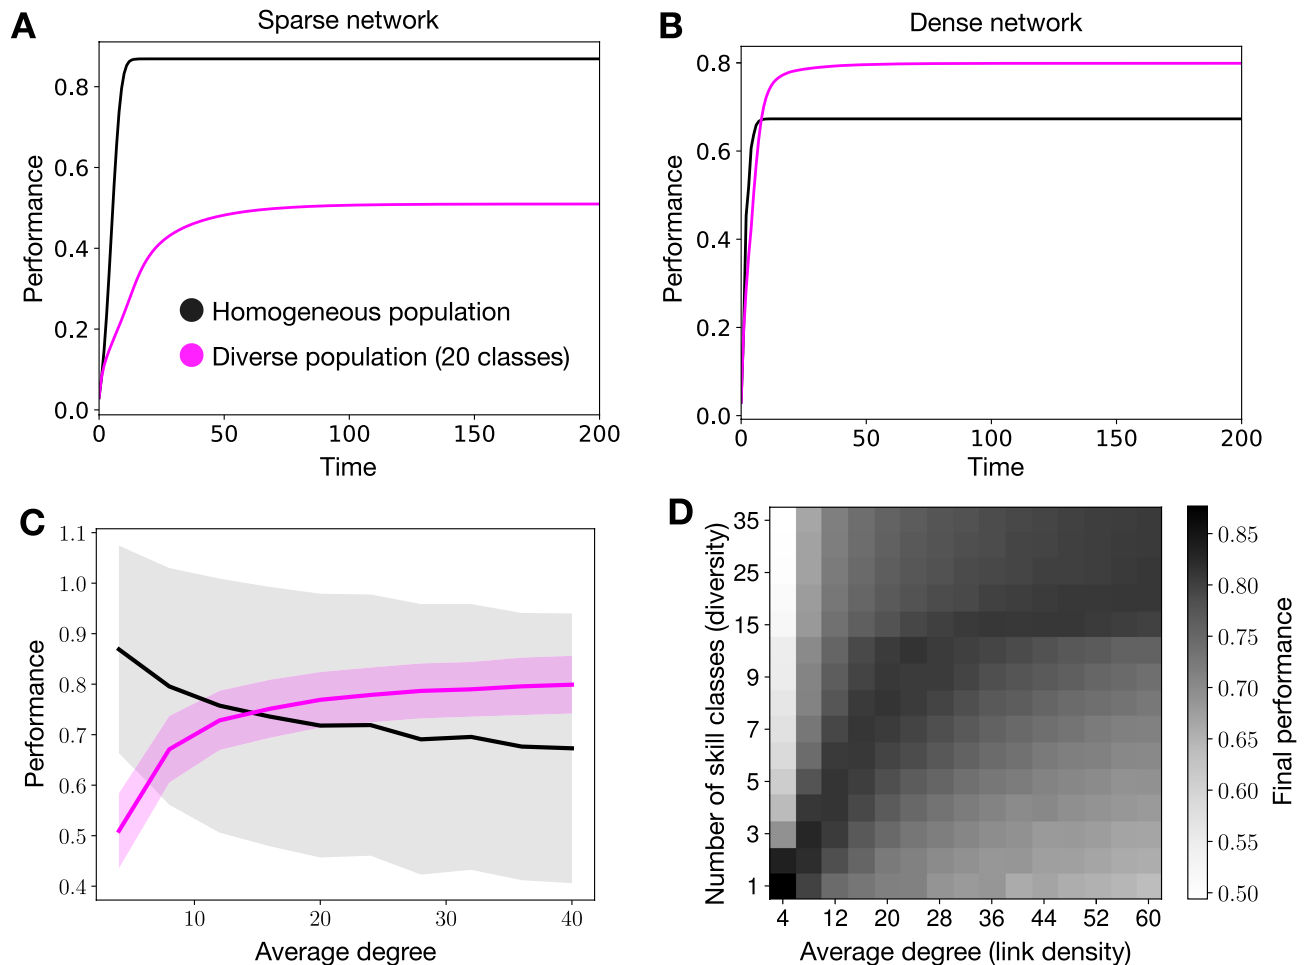 A
Sparse network
Performance
0.8
0.6
0.4
0.2
0.0
0 50 100 150 200
Time
Homogeneous population
Diverse population (20 classes)
B
Dense network
Performance
0.8
0.6
0.4
0.2
0.0
0 50 100 150 200
Time
C
Performance
1.1
1.0
0.9
0.8
0.7
0.6
0.5
0.4
10 20 30 40
Average degree
D
Number of skill classes (diversity)
35
25
15
9
7
5
3
1
4 12 20 28 36 44 52 60
Average degree (link density)
0.85
0.80
0.75
0.70
0.65
0.60
0.55
0.50
Final performance